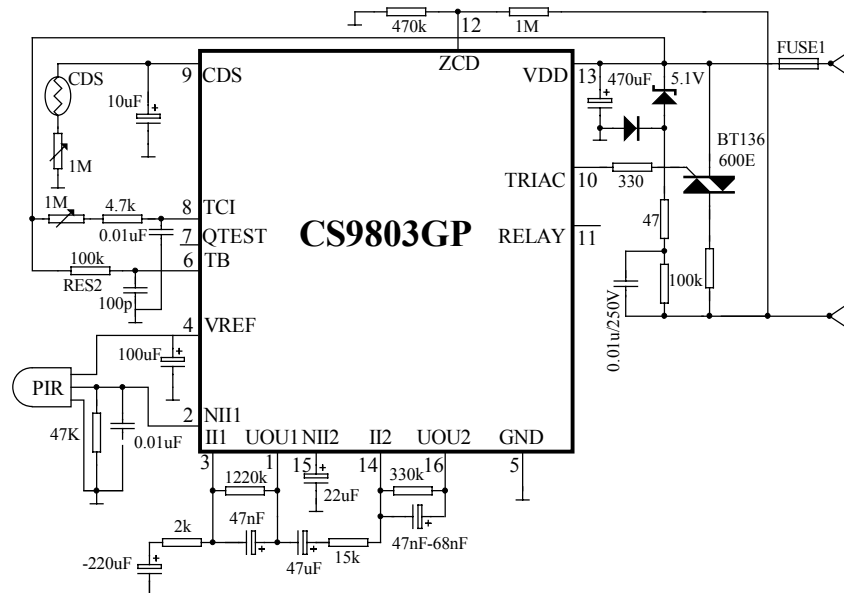 470k
12
1M
ZCD
FUSE1
9
CDS
VDD
13
470uF
5.1V
CDS
10uF
BT136
600E
1M
TRIAC
10
330
1M
4.7k
8
TCI
47
0.01uF
7
QTEST
CS9803GP
RELAY
11
100k
6
TB
RES2
100k
100p
0.01u/250V
4
VREF
100uF
PIR
2
NII1
47K
0.01uF
II1
UOU1
NII2
II2
UOU2
GND
3
1
15
14
16
5
1220k
22uF
330k
2k
47nF
47uF
15k
47nF-68nF
-220uF